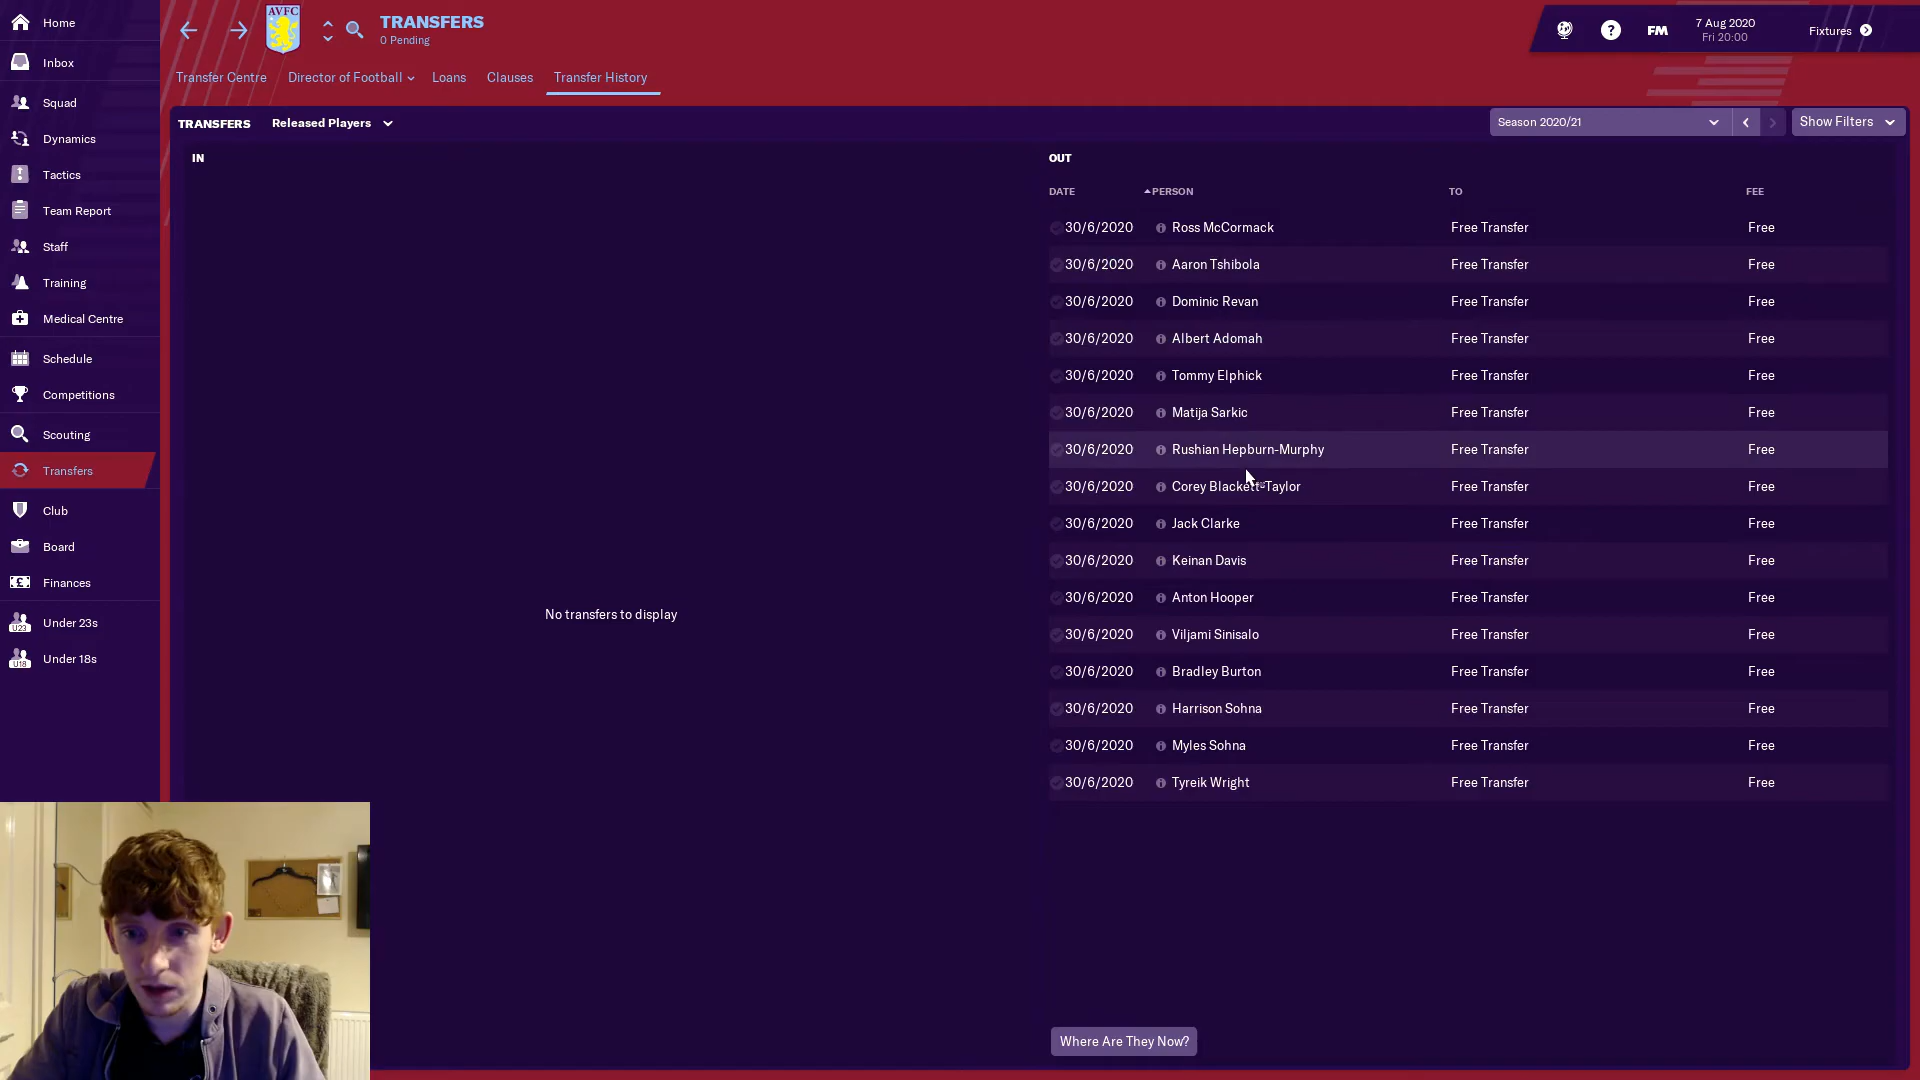 Home
Inbox
Squad
Dynamics
Tactics
Team Report
Staff
Training
Medical Centre
Schedule
Competitions
Scouting
Transfers
Club
Board
Finances
U23 Under 23s
U18 Under 18s
AVFC
TRANSFERS
0 Pending
? FM 7 Aug 2020
Fri 20:00
Fixtures
Transfer Centre Director of Football Loans Clauses Transfer History
TRANSFERS Released Players Season 2020/21 Show Filters
IN
No transfers to display
OUT
DATE PERSON TO FEE
30/6/2020 Ross McCormack Free Transfer Free
30/6/2020 Aaron Tshibola Free Transfer Free
30/6/2020 Dominic Revan Free Transfer Free
30/6/2020 Albert Adomah Free Transfer Free
30/6/2020 Tommy Elphick Free Transfer Free
30/6/2020 Matija Sarkic Free Transfer Free
30/6/2020 Rushian Hepburn-Murphy Free Transfer Free
30/6/2020 Corey Blackett-Taylor Free Transfer Free
30/6/2020 Jack Clarke Free Transfer Free
30/6/2020 Keinan Davis Free Transfer Free
30/6/2020 Anton Hooper Free Transfer Free
30/6/2020 Viljami Sinisalo Free Transfer Free
30/6/2020 Bradley Burton Free Transfer Free
30/6/2020 Harrison Sohna Free Transfer Free
30/6/2020 Myles Sohna Free Transfer Free
30/6/2020 Tyreik Wright Free Transfer Free
Where Are They Now?